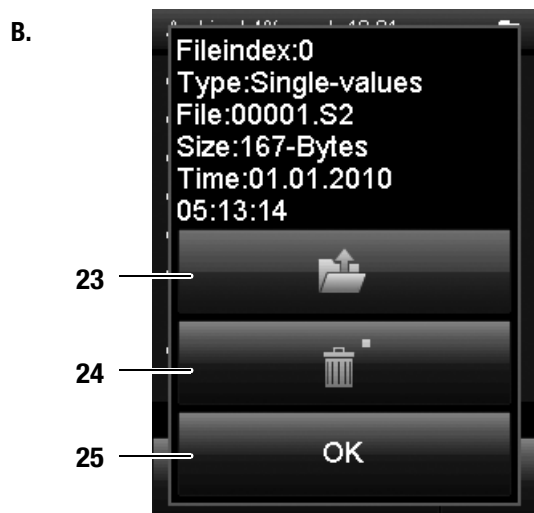 B.
Fileindex:0
Type:Single-values
File:00001.S2
Size:167-Bytes
Time:01.01.2010
05:13:14
23
24
25
OK